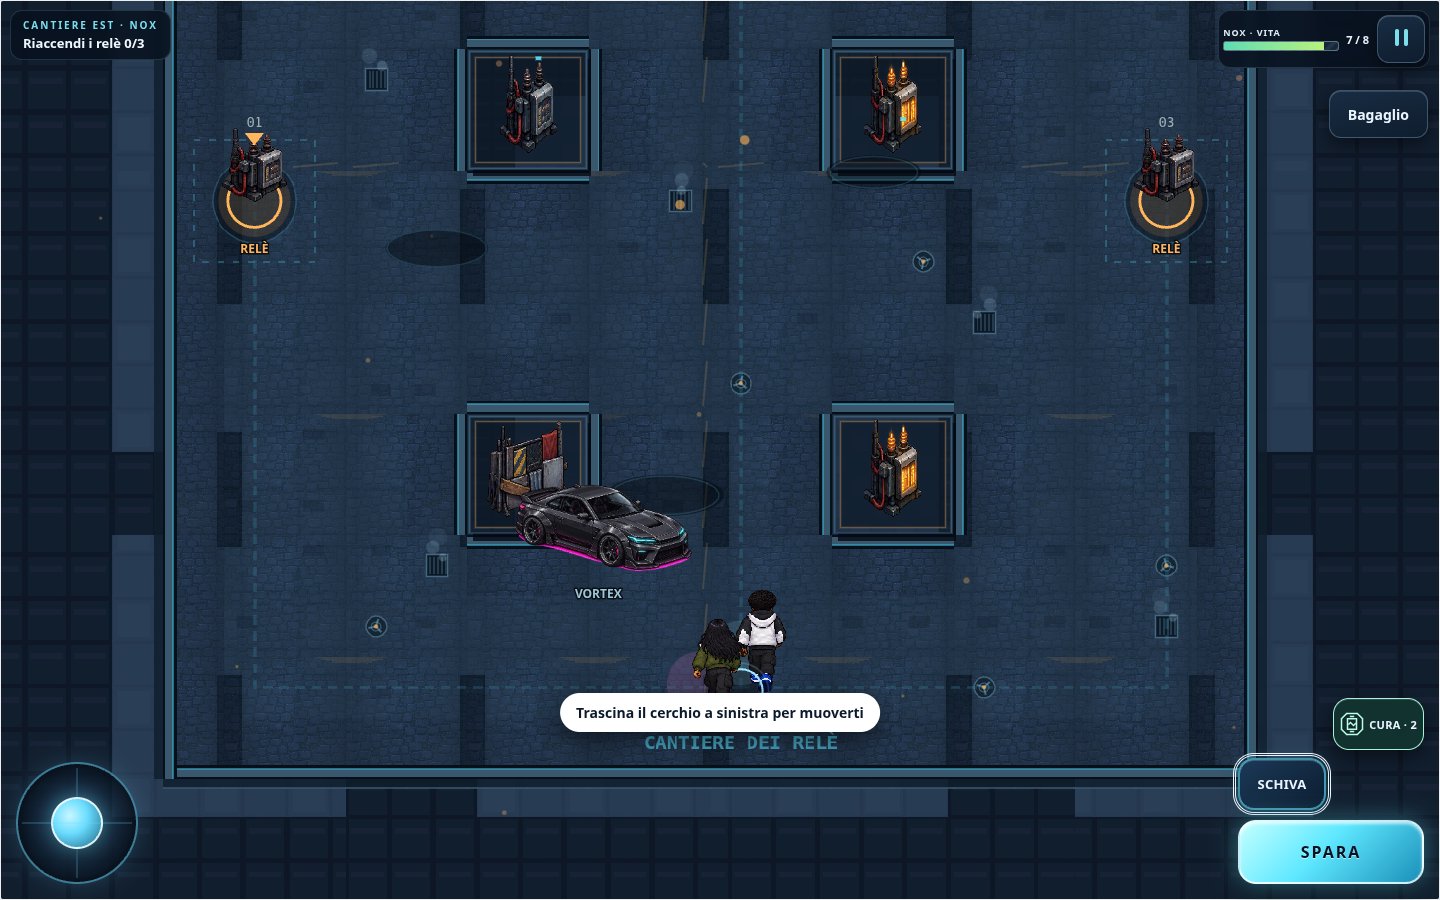 CANTIERE EST · NOX
Riaccendi i relè 0/3
NOX · VITA
7 / 8
Bagaglio
01
RELÈ
03
RELÈ
VORTEX
Trascina il cerchio a sinistra per muoverti
CANTIERE DEI RELÈ
CURA · 2
SCHIVA
SPARA